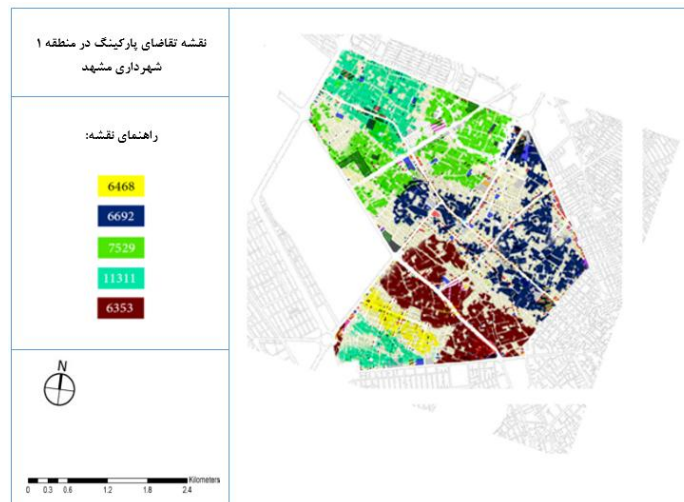 نقشه تقاضای پارکینگ در منطقه ۱
شهرداری مشهد
راهنمای نقشه:
6468
6692
7529
11311
6353
N
Kilometers
0 0.3 0.6 1.2 1.8 2.4